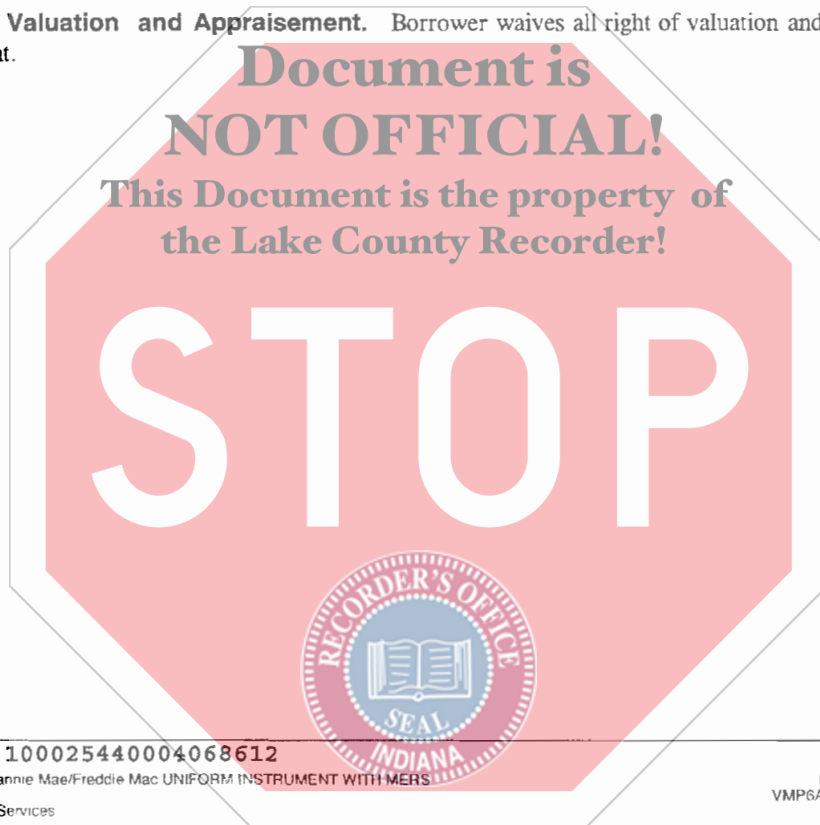 Valuation and Appraisement. Borrower waives all right of valuation and
t.
Document is
NOT OFFICIAL!
This Document is the property of
the Lake County Recorder!
STOP
RECORDER'S OFFICE
SEAL
INDIANA
100025440004068612
annie Mae/Freddie Mac UNIFORM INSTRUMENT WITH MERS
VMP6A
Services